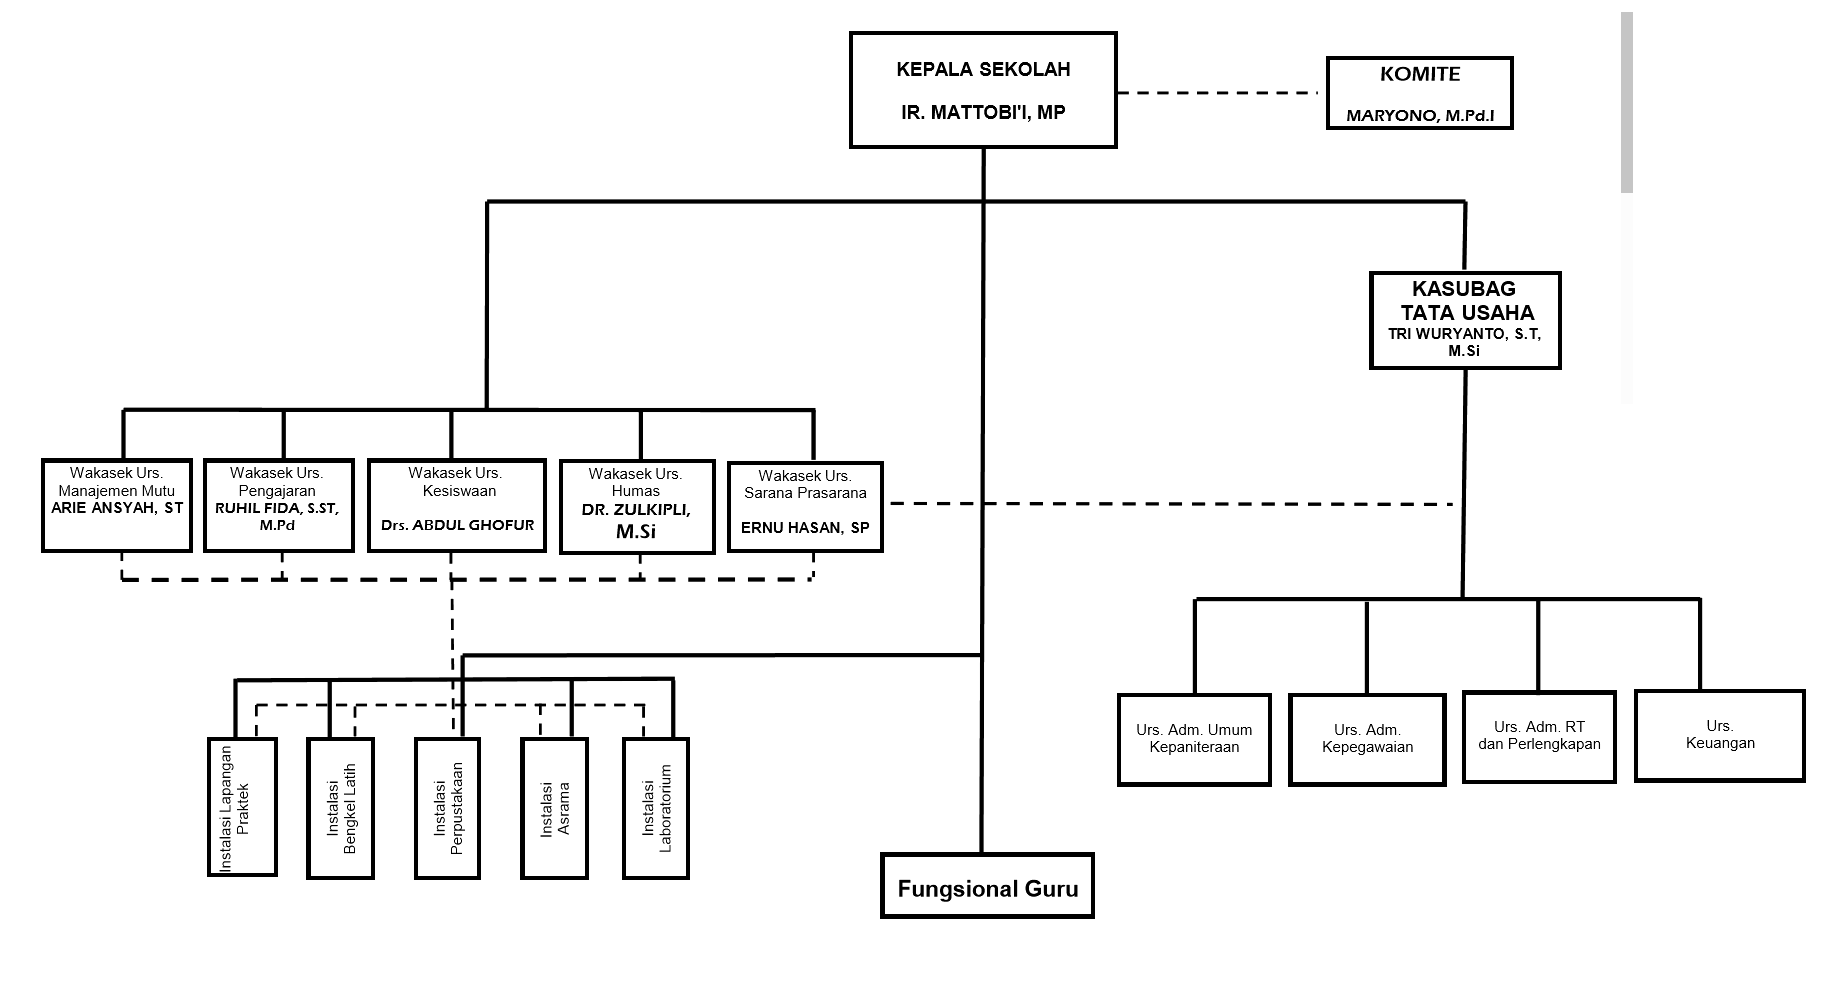 KEPALA SEKOLAH
IR. MATTOBI'I, MP
KOMITE
MARYONO, M.Pd.I
KASUBAG
TATA USAHA
TRI WURYANTO, S.T,
M.Si
Wakasek Urs.
Manajemen Mutu
ARIE ANSYAH, ST
Wakasek Urs.
Pengajaran
RUHIL FIDA, S.ST,
M.Pd
Wakasek Urs.
Kesiswaan
Drs. ABDUL GHOFUR
Wakasek Urs.
Humas
DR. ZULKIPLI,
M.Si
Wakasek Urs.
Sarana Prasarana
ERNU HASAN, SP
Urs. Adm. Umum
Kepaniteraan
Urs. Adm.
Kepegawaian
Urs. Adm. RT
dan Perlengkapan
Urs.
Keuangan
Instalasi Lapangan
Praktek
Instalasi
Bengkel Latih
Instalasi
Perpustakaan
Instalasi
Asrama
Instalasi
Laboratorium
Fungsional Guru